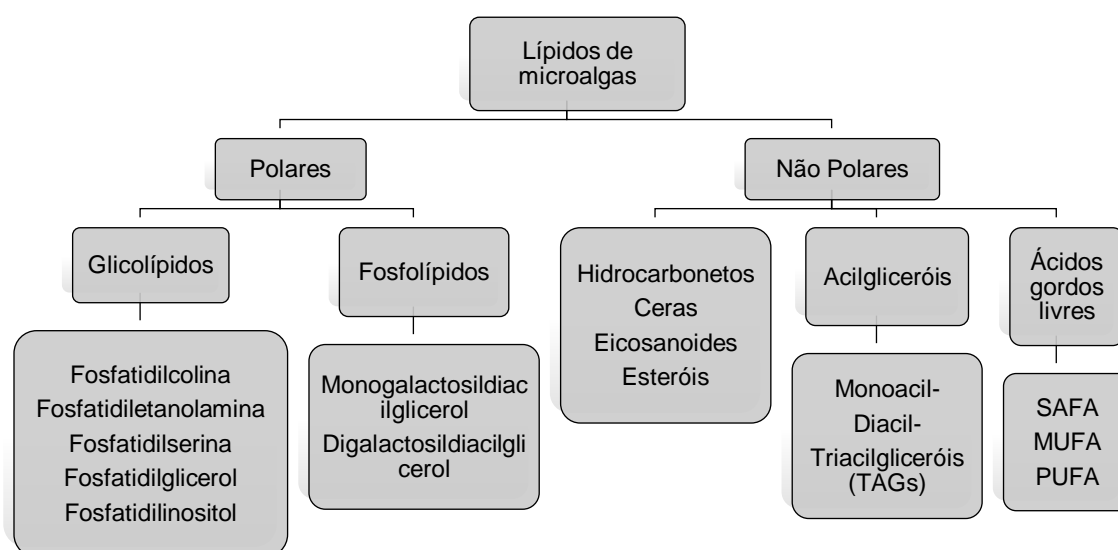 Lípidos de
microalgas
Polares
Não Polares
Glicolípidos
Fosfolípidos
Hidrocarbonetos
Ceras
Eicosanoides
Esteróis
Acilgliceróis
Ácidos
gordos
livres
Fosfatidilcolina
Fosfatidiletanolamina
Fosfatidilserina
Fosfatidilglicerol
Fosfatidilinositol
Monogalactosildiac
ilglicerol
Digalactosildiacilgli
cerol
Monoacil-
Diacil-
Triacilgliceróis
(TAGs)
SAFA
MUFA
PUFA